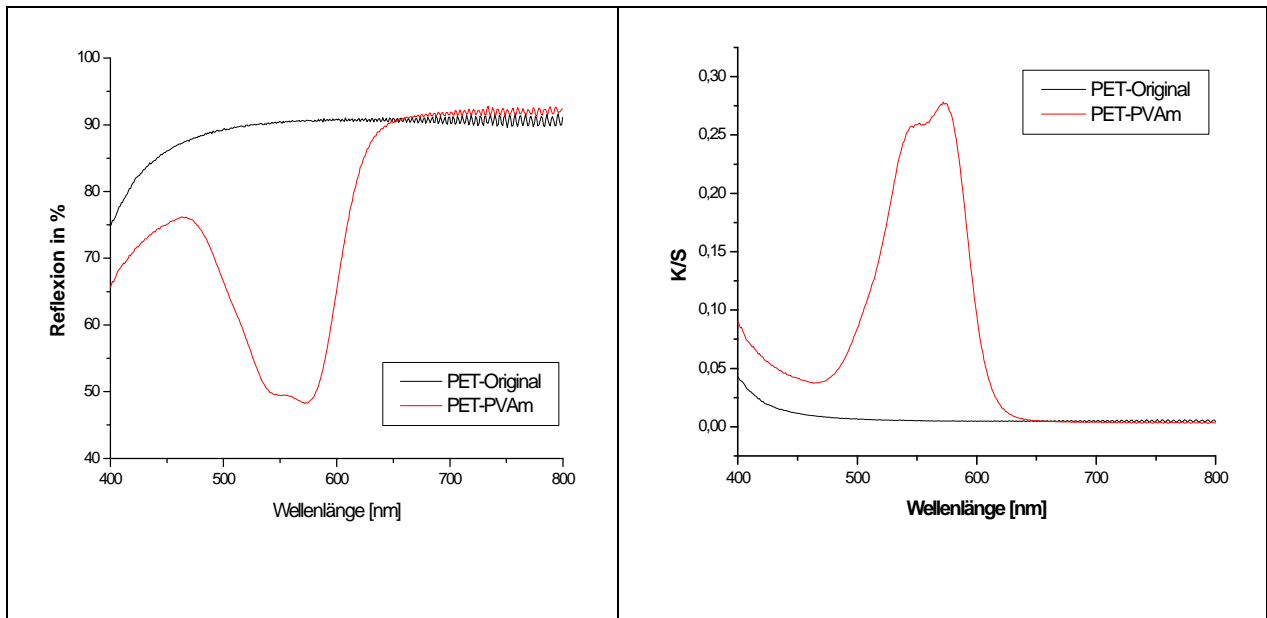 100
90
80
70
60
50
40
Reflexion in %
PET-Original
PET-PVAm
400 500 600 700 800
Wellenlänge [nm]
0,30
0,25
0,20
0,15
0,10
0,05
0,00
K/S
PET-Original
PET-PVAm
400 500 600 700 800
Wellenlänge [nm]